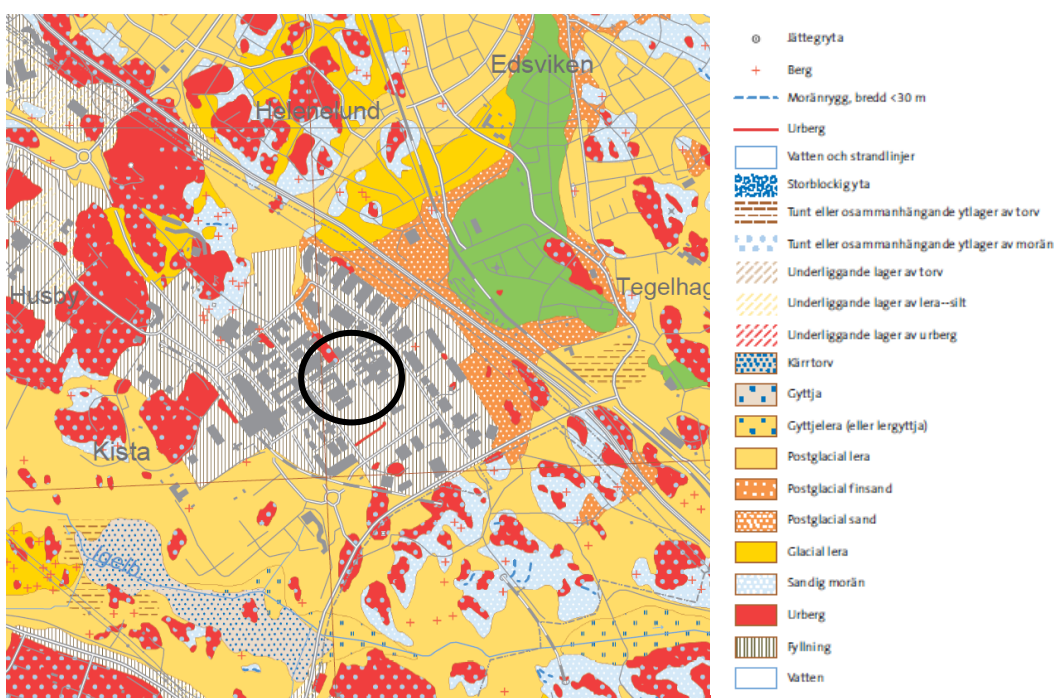 Edsviken
Helenelund
Husby
Tegelhag
Kista
Igelb.
Jättegryta
Berg
Moränrygg, bredd <30 m
Urberg
Vatten och strandlinjer
Storblockig yta
Tunt eller osammanhängande ytlager av torv
Tunt eller osammanhängande ytlager av morän
Underliggande lager av torv
Underliggande lager av lera--silt
Underliggande lager av urberg
Kärrtorv
Gyttja
Gyttjelera (eller lergyttja)
Postglacial lera
Postglacial finsand
Postglacial sand
Glacial lera
Sandig morän
Urberg
Fyllning
Vatten